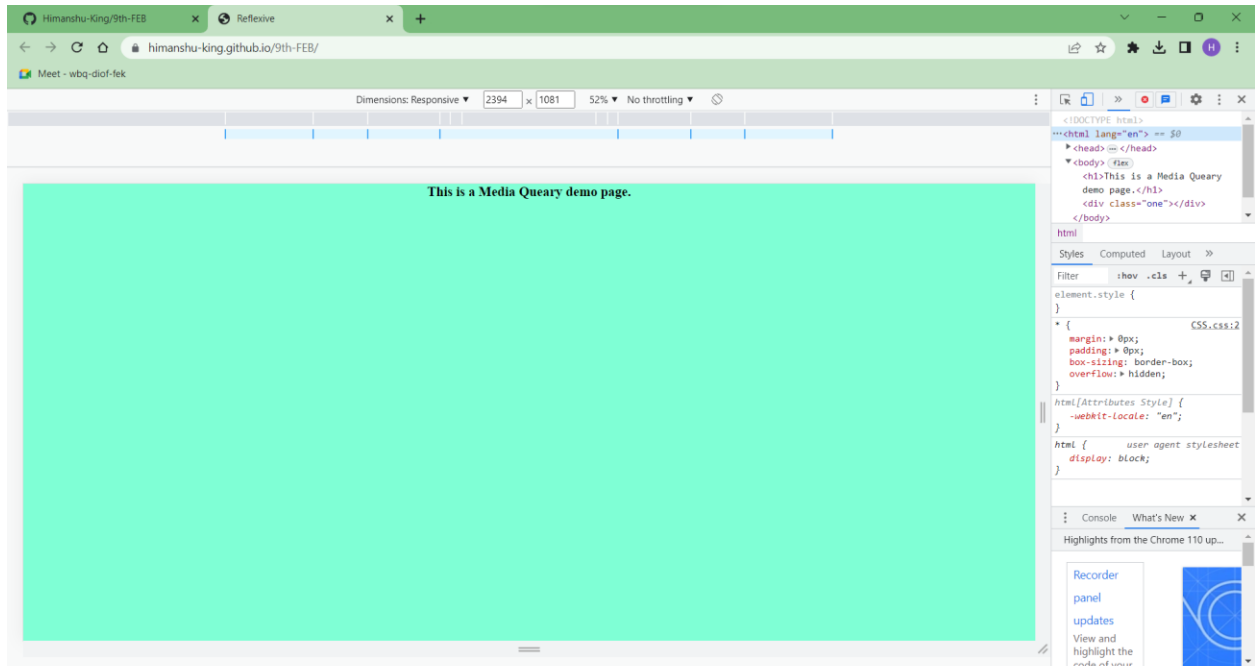 Himanshu-King/9th-FEB
Reflexive
himanshu-king.github.io/9th-FEB/
H
Meet - wbq-diof-fek
Dimensions: Responsive ▼ 2394 x 1081 52% ▼ No throttling ▼
This is a Media Queary demo page.
<!DOCTYPE html>
<html lang="en"> == $0
<head> </head>
<body> flex
<h1>This is a Media Queary
demo page.</h1>
<div class="one"></div>
</body>
html
Styles Computed Layout »
Filter :hov .cls +
element.style {
}
* { CSS.css:2
margin: 0px;
padding: 0px;
box-sizing: border-box;
overflow: hidden;
}
html[Attributes Style] {
-webkit-locale: "en";
}
html { user agent stylesheet
display: block;
}
Console What's New
Highlights from the Chrome 110 up...
Recorder
panel
updates
View and
highlight the
code of your